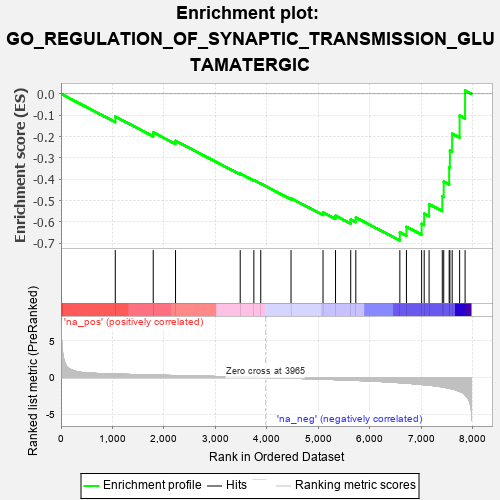 Enrichment plot:
GO_REGULATION_OF_SYNAPTIC_TRANSMISSION_GLU
TAMATERGIC
Enrichment score (ES)
0.0
-0.1
-0.2
-0.3
-0.4
-0.5
-0.6
-0.7
'na_pos' (positively correlated)
Ranked list metric (PreRanked)
5
0
-5
Zero cross at 3965
'na_neg' (negatively correlated)
0 1,000 2,000 3,000 4,000 5,000 6,000 7,000 8,000
Rank in Ordered Dataset
Enrichment profile Hits Ranking metric scores